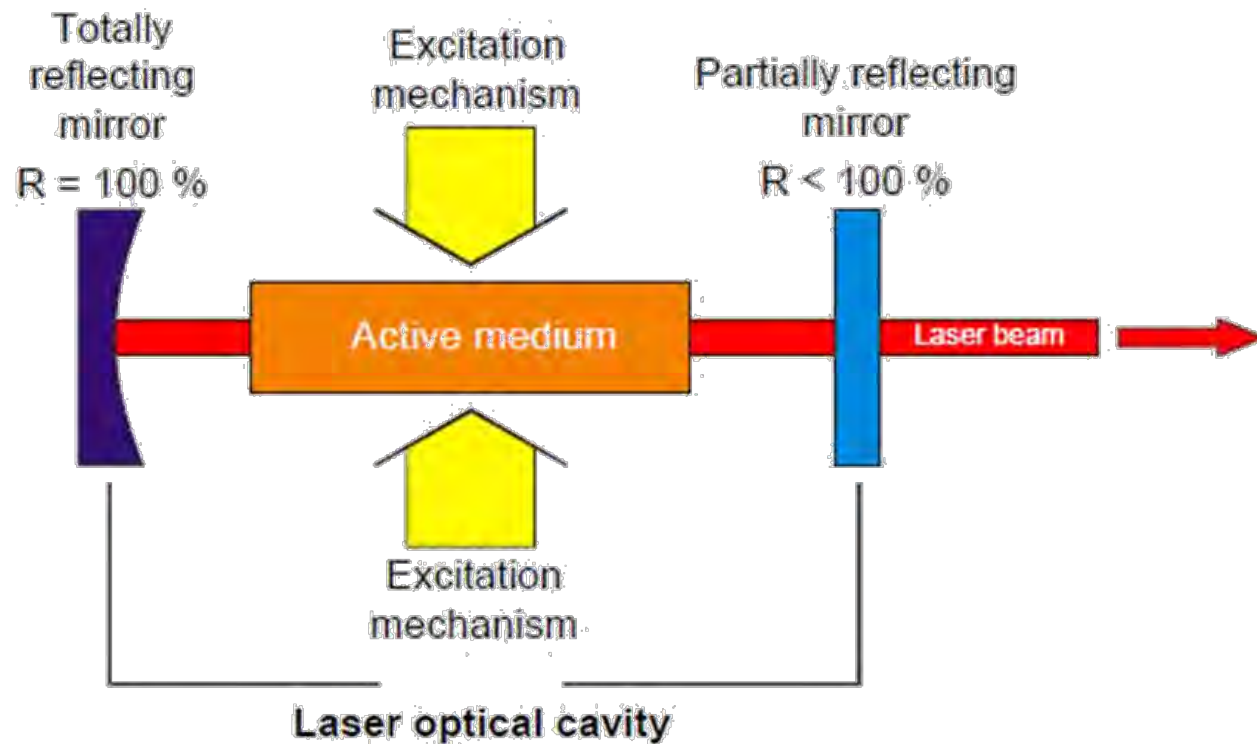 Totally
reflecting
mirror
R = 100 %
Excitation
mechanism
Partially reflecting
mirror
R < 100 %
Active medium
Laser beam
Excitation
mechanism
Laser optical cavity